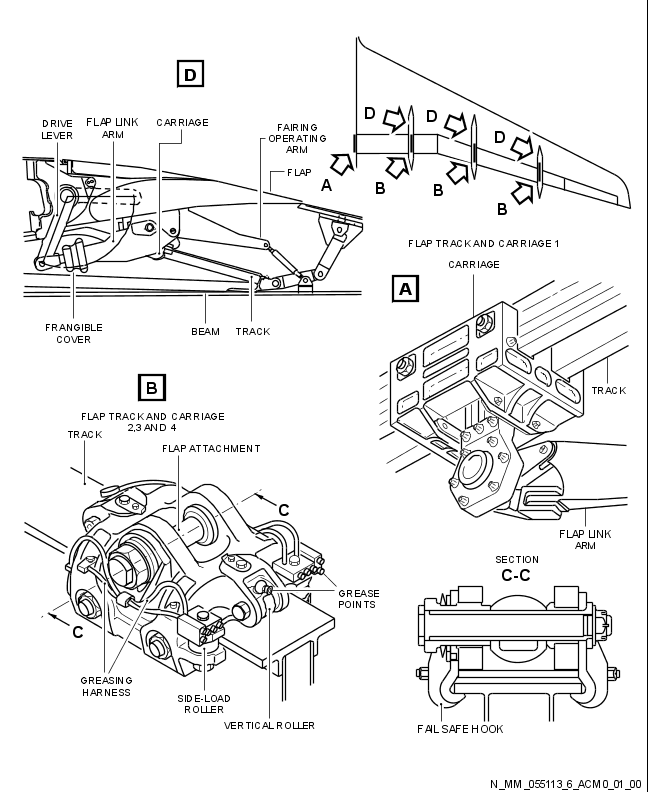 D
DRIVE
LEVER
FLAP LINK
ARM
CARRIAGE
FAIRING
OPERATING
ARM
FLAP
FRANGIBLE
COVER
BEAM
TRACK
D
D
D
A
B
B
B
FLAP TRACK AND CARRIAGE 1
A
CARRIAGE
TRACK
FLAP LINK
ARM
B
FLAP TRACK AND CARRIAGE
2,3 AND 4
TRACK
FLAP ATTACHMENT
C
C
GREASE
POINTS
GREASING
HARNESS
SIDE-LOAD
ROLLER
VERTICAL ROLLER
SECTION
C-C
FAIL SAFE HOOK
N_MM_055113_6_ACM0_01_00